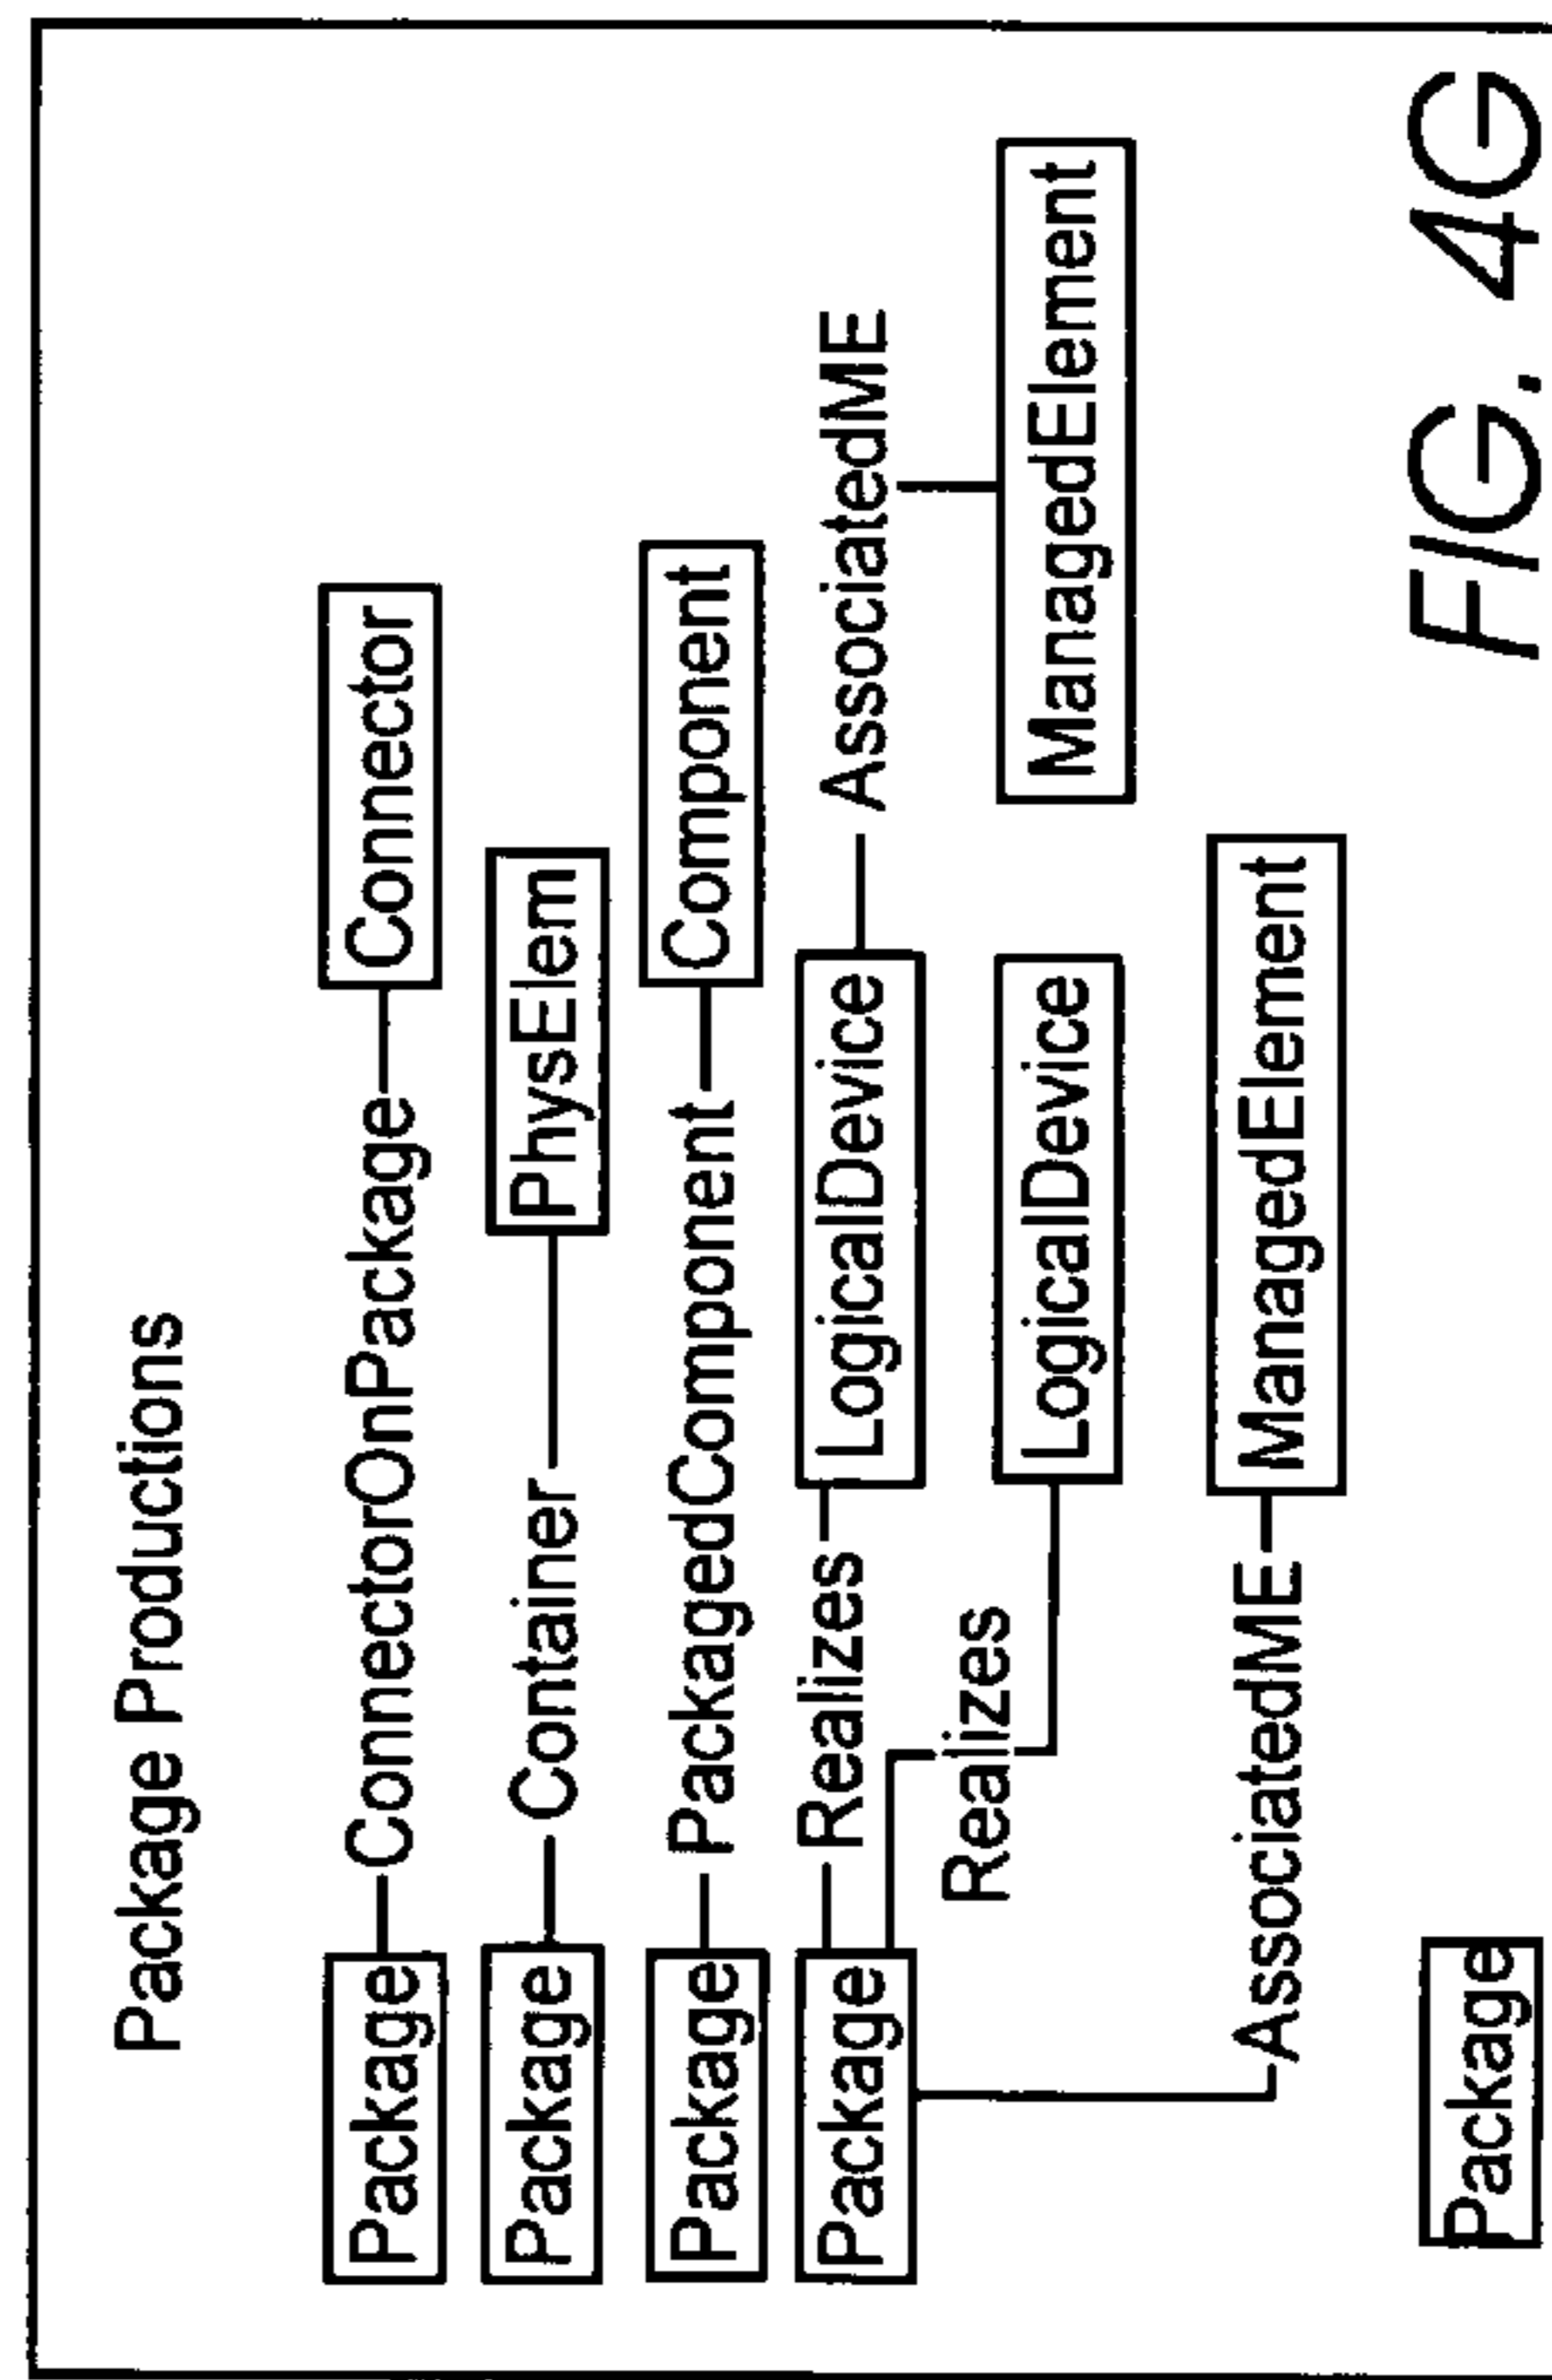 Package Productions
Package ConnectorOnPackage Connector
Package Container PhysElem
Package PackagedComponent Component
Package Realizes LogicalDevice AssociatedME
Realizes LogicalDevice ManagedElement
AssociatedME ManagedElement
Package
FIG. 4G